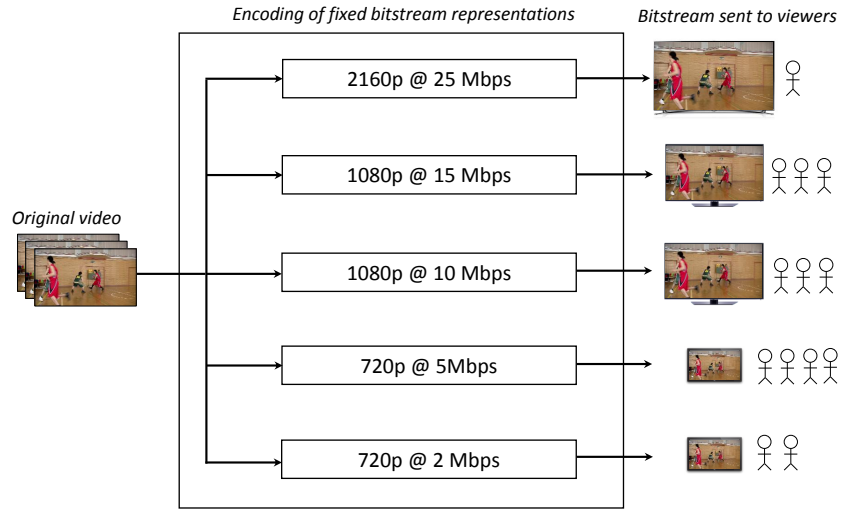 Encoding of fixed bitstream representations
Bitstream sent to viewers
2160p @ 25 Mbps
1080p @ 15 Mbps
Original video
1080p @ 10 Mbps
720p @ 5Mbps
720p @ 2 Mbps